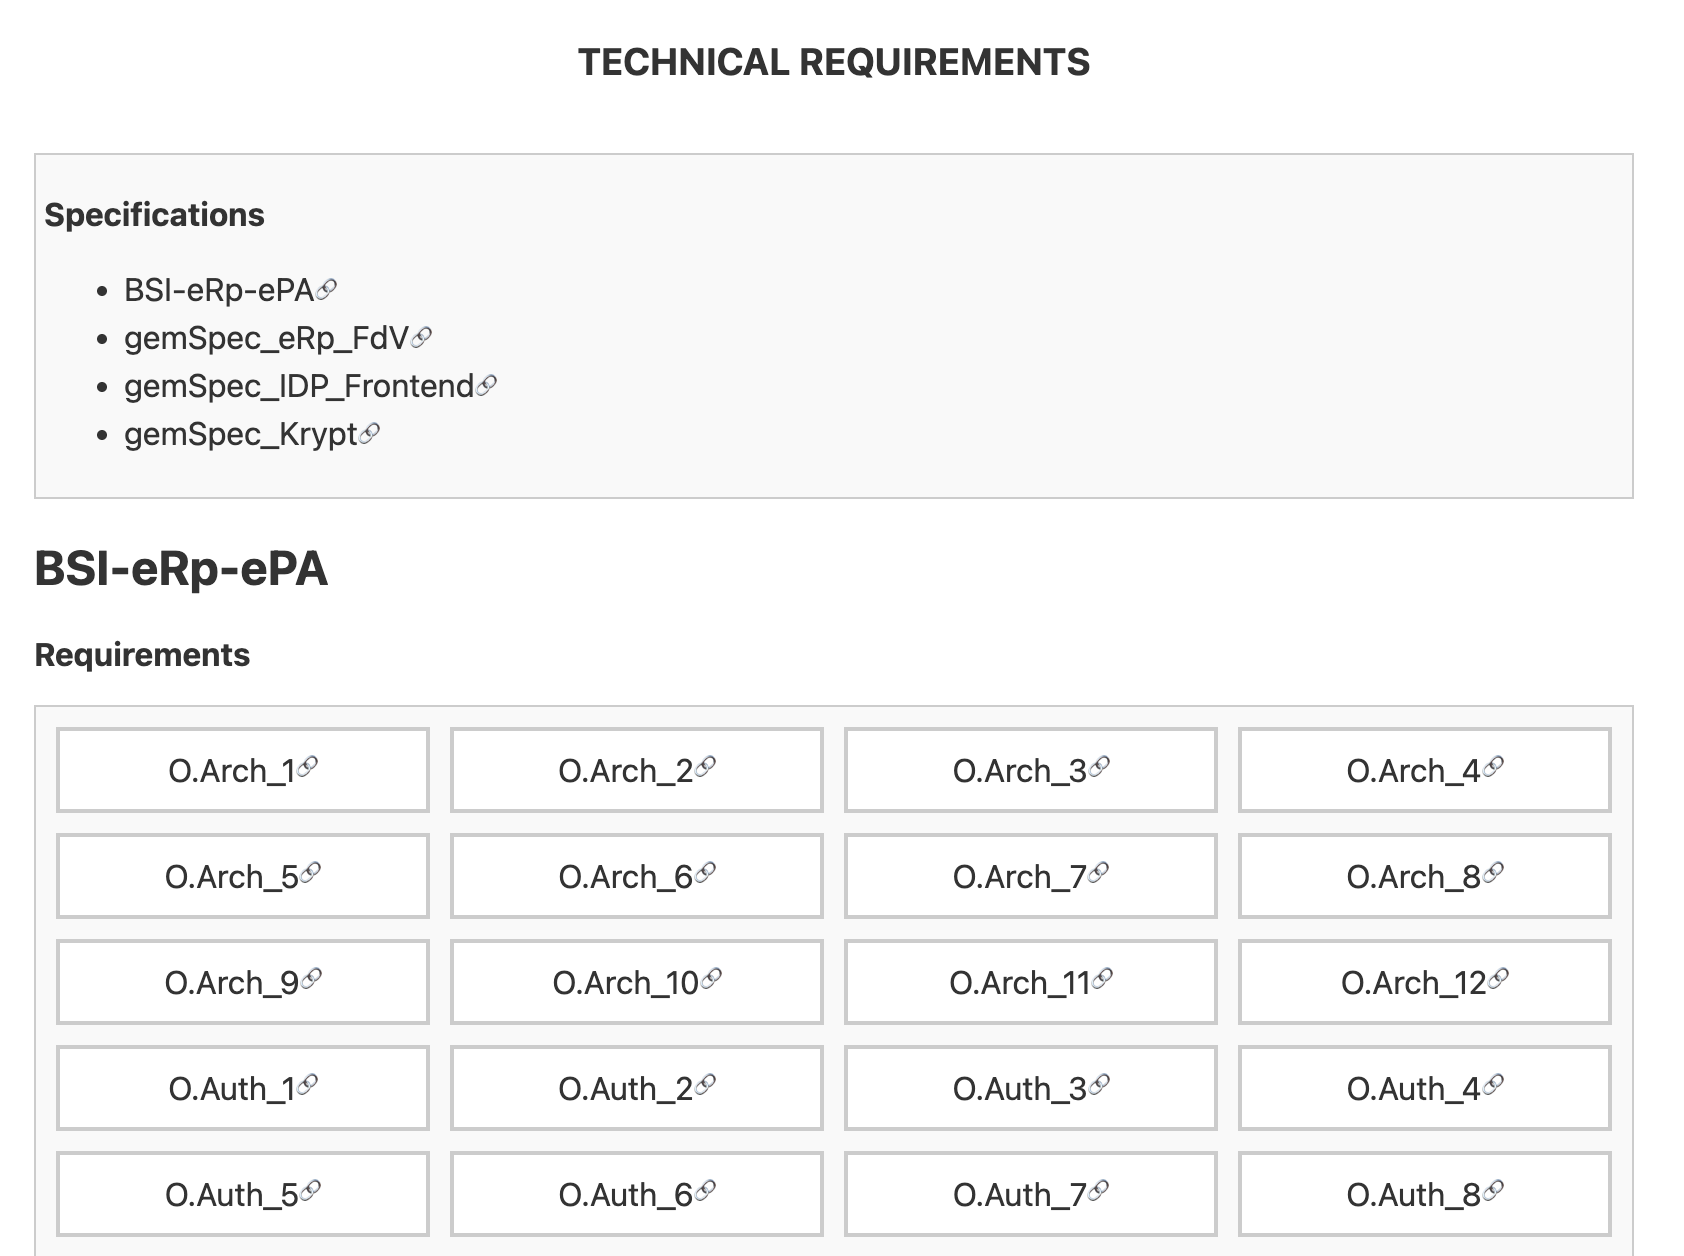 TECHNICAL REQUIREMENTS
Specifications
• BSI-eRp-ePA
• gemSpec_eRp_FdV
• gemSpec_IDP_Frontend
• gemSpec_Krypt
BSI-eRp-ePA
Requirements
O.Arch_1 O.Arch_2 O.Arch_3 O.Arch_4
O.Arch_5 O.Arch_6 O.Arch_7 O.Arch_8
O.Arch_9 O.Arch_10 O.Arch_11 O.Arch_12
O.Auth_1 O.Auth_2 O.Auth_3 O.Auth_4
O.Auth_5 O.Auth_6 O.Auth_7 O.Auth_8